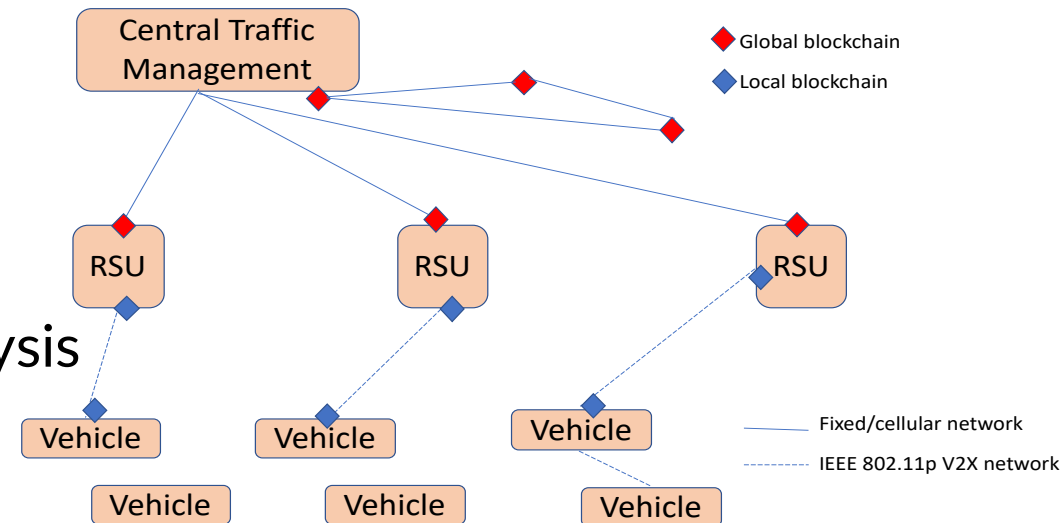 Central Traffic
Management
Global blockchain
Local blockchain
RSU
RSU
RSU
ysis
Vehicle
Vehicle
Vehicle
Fixed/cellular network
IEEE 802.11p V2X network
Vehicle
Vehicle
Vehicle